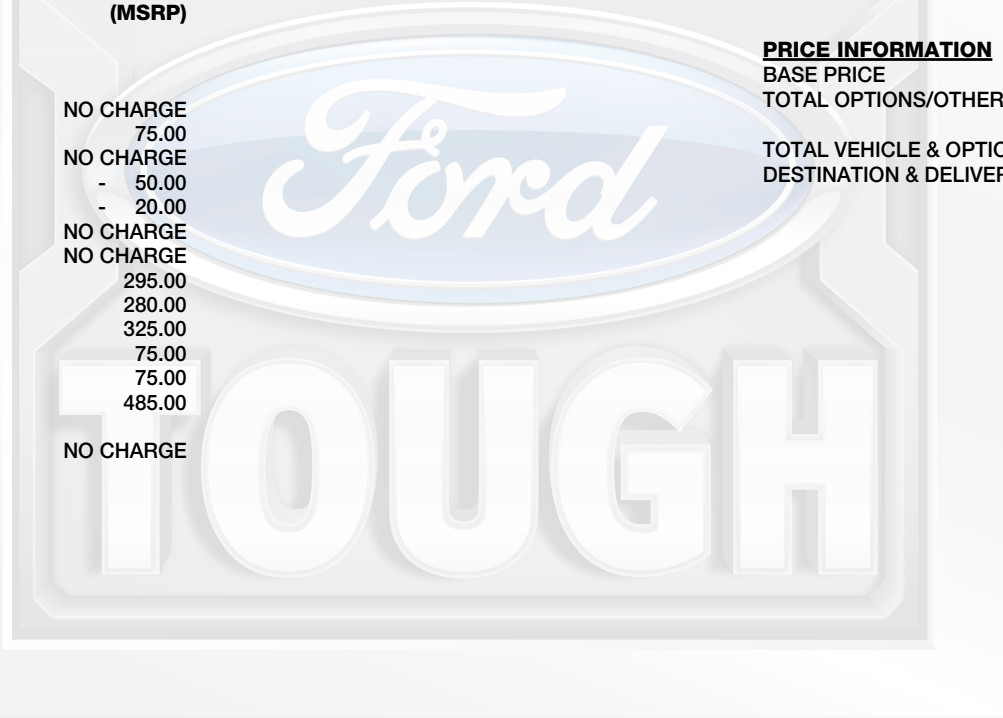 (MSRP)
NO CHARGE
75.00
NO CHARGE
- 50.00
- 20.00
NO CHARGE
NO CHARGE
295.00
280.00
325.00
75.00
75.00
485.00
NO CHARGE
PRICE INFORMATION
BASE PRICE
TOTAL OPTIONS/OTHER
TOTAL VEHICLE & OPTIO
DESTINATION & DELIVER
Ford
TOUGH